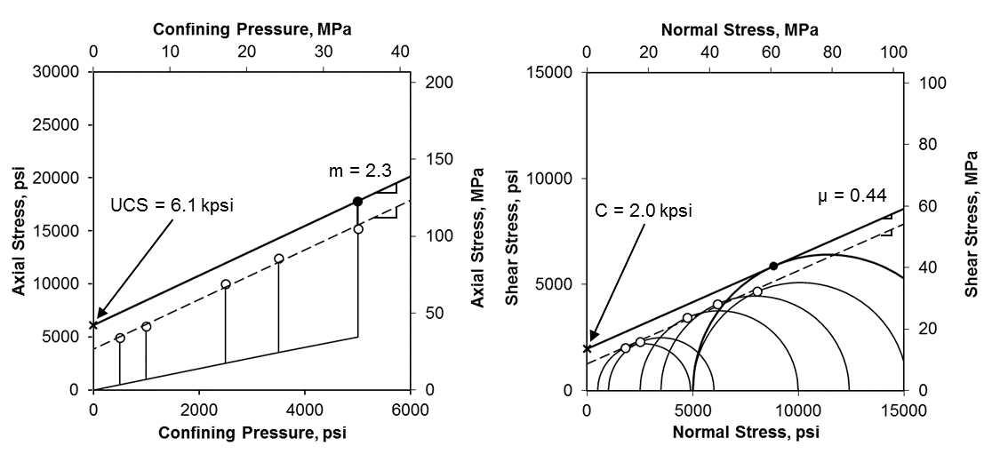 Confining Pressure, MPa
0 10 20 30 40
30000
25000
20000
15000
10000
5000
0
Axial Stress, psi
200
150
100
50
0
Axial Stress, MPa
m = 2.3
UCS = 6.1 kpsi
0 2000 4000 6000
Confining Pressure, psi
Normal Stress, MPa
0 20 40 60 80 100
15000
10000
5000
0
Shear Stress, psi
100
80
60
40
20
0
Shear Stress, MPa
μ = 0.44
C = 2.0 kpsi
0 5000 10000 15000
Normal Stress, psi